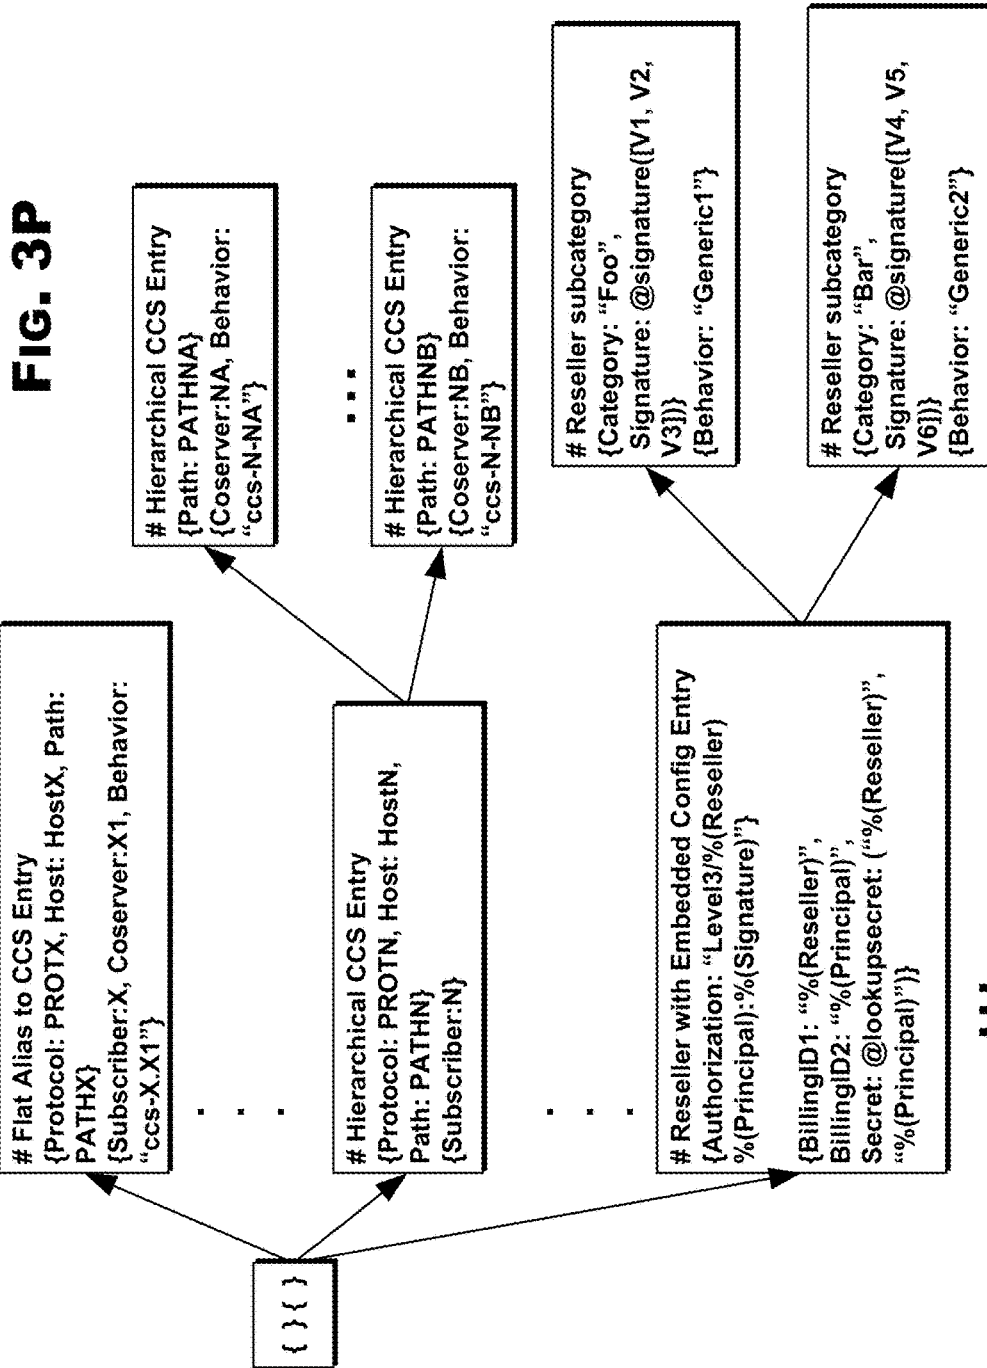 FIG. 3P
{ } { }
# Flat Alias to CCS Entry
{Protocol: PROTX, Host: HostX, Path:
PATHX}
{Subscriber:X, Coserver:X1, Behavior:
“ccs-X.X1”}
. . .
# Hierarchical CCS Entry
{Protocol: PROTN, Host: HostN,
Path: PATHN}
{Subscriber:N}
. . .
# Reseller with Embedded Config Entry
{Authorization: “Level3/%(Reseller)
%(Principal):%(Signature)”}
{BillingID1: “%(Reseller)”,
BillingID2: “%(Principal)”,
Secret: @lookupsecret: (“%(Reseller)”,
“%(Principal)”)}
...
# Hierarchical CCS Entry
{Path: PATHNA}
{Coserver:NA, Behavior:
“ccs-N-NA”}
...
# Hierarchical CCS Entry
{Path: PATHNB}
{Coserver:NB, Behavior:
“ccs-N-NB”}
# Reseller subcategory
{Category: “Foo”,
Signature: @signature([V1, V2,
V3])}
{Behavior: “Generic1”}
# Reseller subcategory
{Category: “Bar”,
Signature: @signature([V4, V5,
V6])}
{Behavior: “Generic2”}